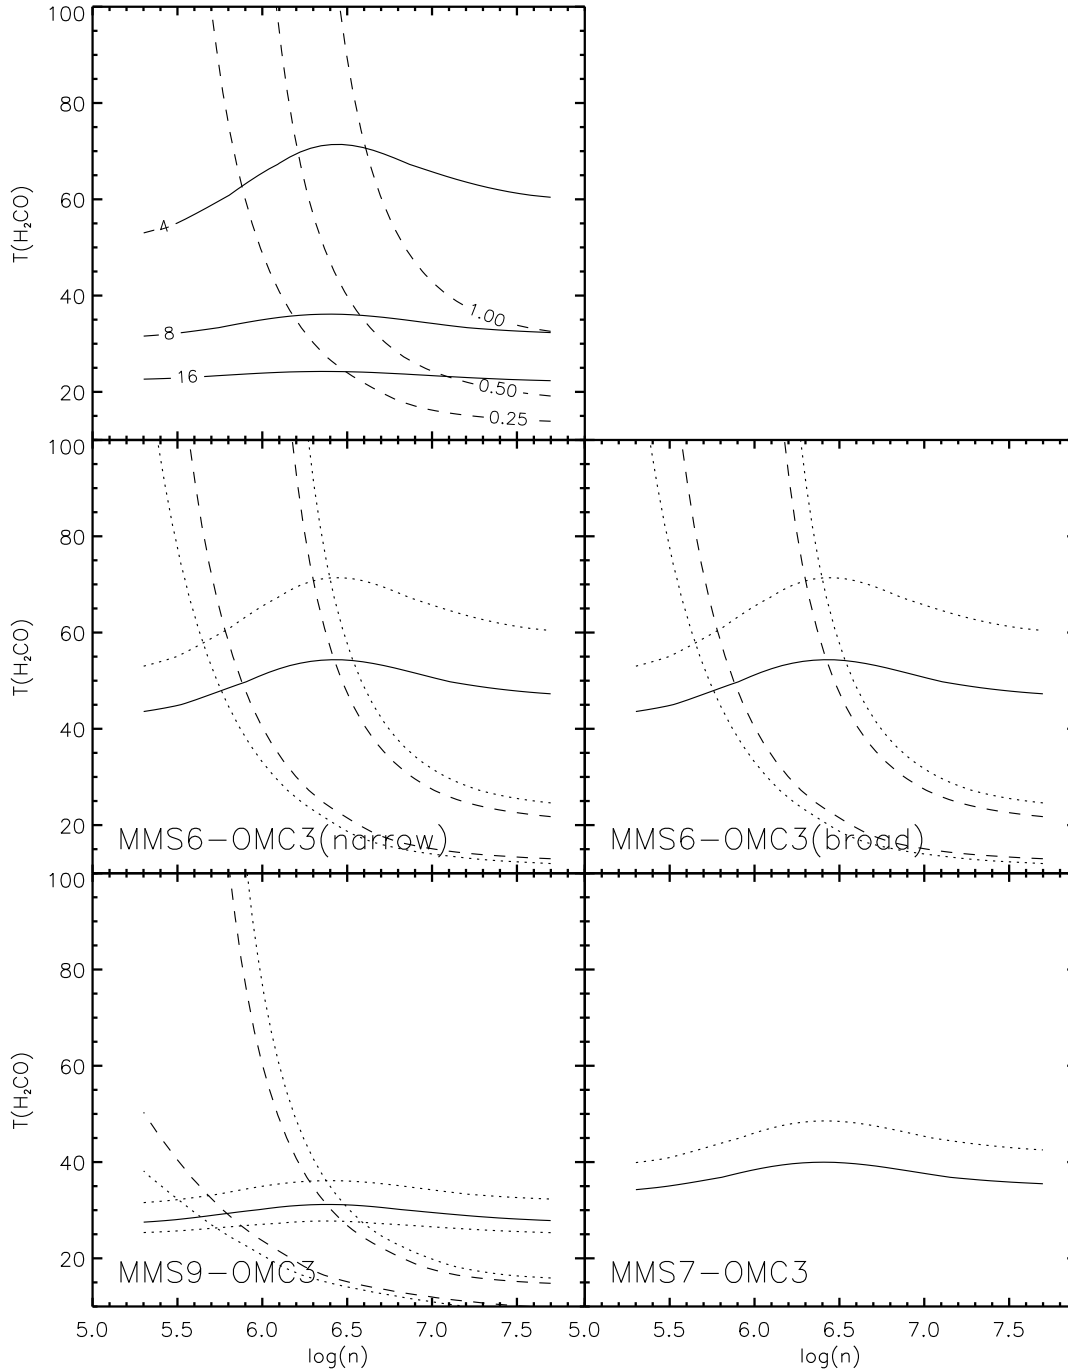 100
80
60
40
20
T(H₂CO)
4
8
16
1.00
0.50
0.25
100
80
60
40
20
T(H₂CO)
MMS6-OMC3(narrow)
MMS6-OMC3(broad)
100
80
60
40
20
T(H₂CO)
MMS9-OMC3
MMS7-OMC3
5.0 5.5 6.0 6.5 7.0 7.5 5.0 5.5 6.0 6.5 7.0 7.5
log(n) log(n)